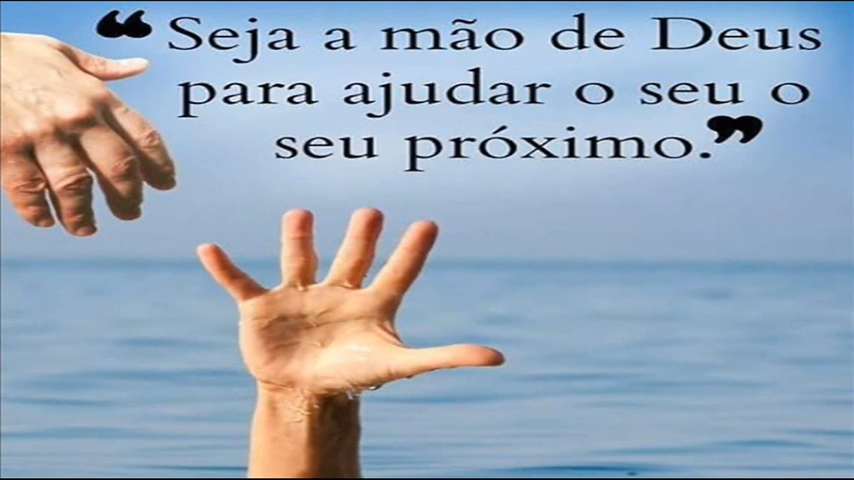 “Seja a mão de Deus
para ajudar o seu o
seu próximo.”